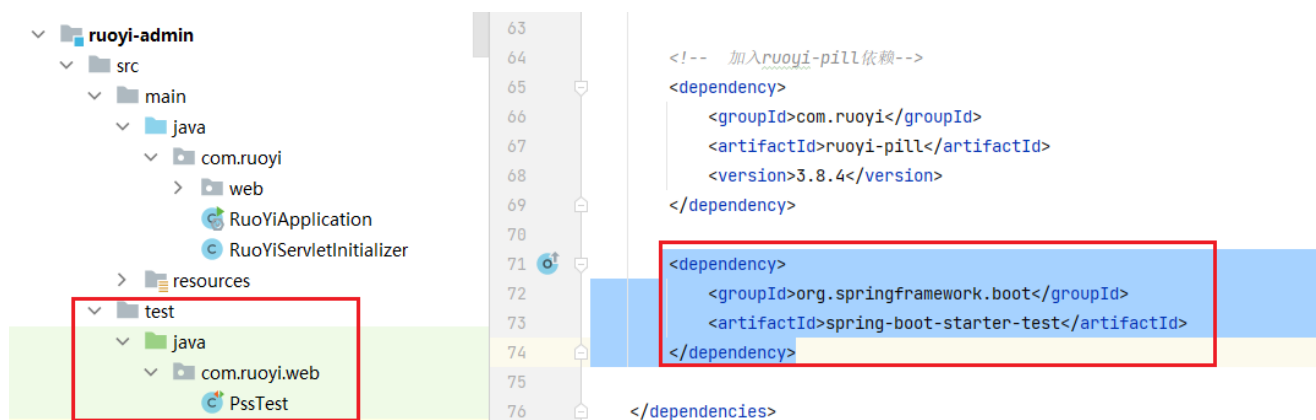 ruoyi-admin
src
main
java
com.ruoyi
web
RuoYiApplication
RuoYiServletInitializer
resources
test
java
com.ruoyi.web
PssTest
63
64 <!-- 加入ruoyi-pill依赖-->
65 <dependency>
66 <groupId>com.ruoyi</groupId>
67 <artifactId>ruoyi-pill</artifactId>
68 <version>3.8.4</version>
69 </dependency>
70
71 <dependency>
72 <groupId>org.springframework.boot</groupId>
73 <artifactId>spring-boot-starter-test</artifactId>
74 </dependency>
75
76 </dependencies>